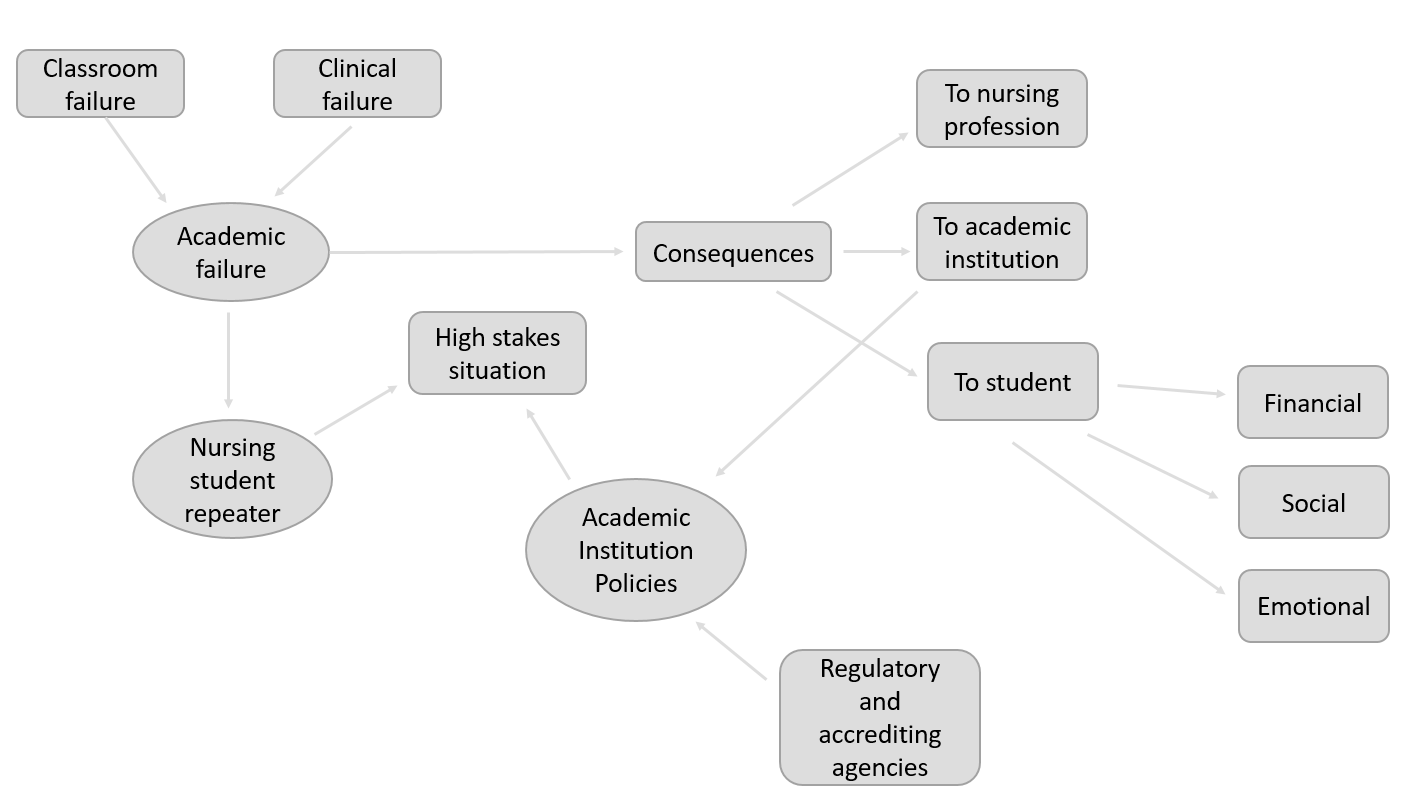 Classroom
failure
Clinical
failure
To nursing
profession
Academic
failure
Consequences
To academic
institution
High stakes
situation
To student
Financial
Nursing
student
repeater
Academic
Institution
Policies
Social
Emotional
Regulatory
and
accrediting
agencies